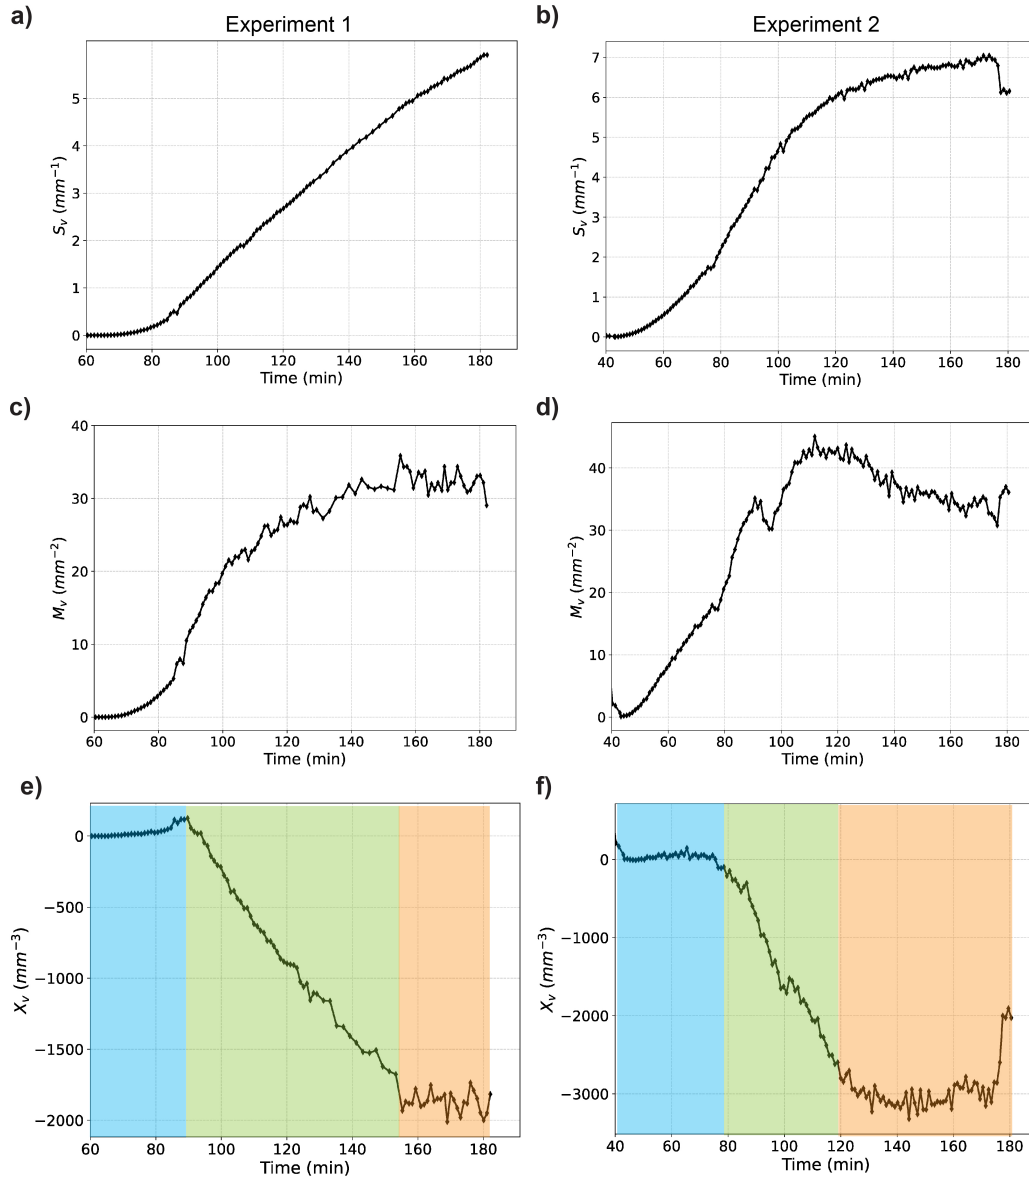 a) Experiment 1
5
4
3
2
1
0
S_v (mm⁻¹)
60 80 100 120 140 160 180
Time (min)
b) Experiment 2
7
6
5
4
3
2
1
0
S_v (mm⁻¹)
40 60 80 100 120 140 160 180
Time (min)
c)
40
30
20
10
0
M_v (mm⁻²)
60 80 100 120 140 160 180
Time (min)
d)
40
30
20
10
0
M_v (mm⁻²)
40 60 80 100 120 140 160 180
Time (min)
e)
0
−500
−1000
−1500
−2000
X_v (mm⁻³)
60 80 100 120 140 160 180
Time (min)
f)
0
−1000
−2000
−3000
X_v (mm⁻³)
40 60 80 100 120 140 160 180
Time (min)